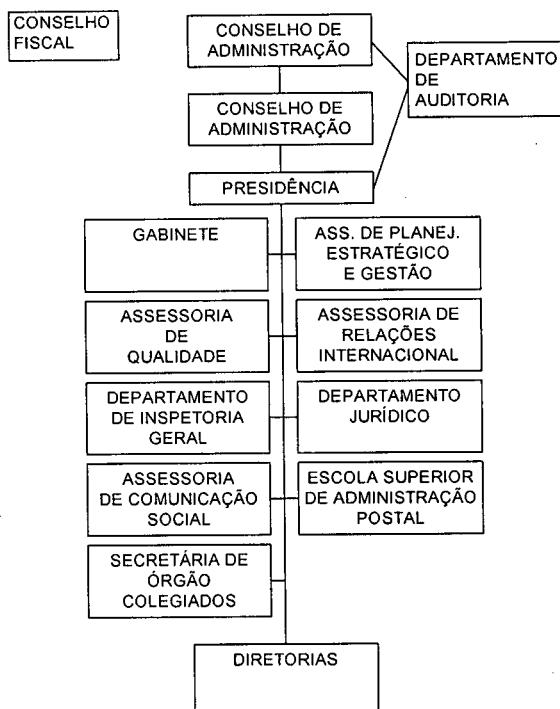 CONSELHO
FISCAL
CONSELHO DE
ADMINISTRAÇÃO
DEPARTAMENTO
DE
AUDITORIA
CONSELHO DE
ADMINISTRAÇÃO
PRESIDÊNCIA
GABINETE
ASS. DE PLANEJ.
ESTRATÉGICO
E GESTÃO
ASSESSORIA
DE
QUALIDADE
ASSESSORIA DE
RELAÇÕES
INTERNACIONAL
DEPARTAMENTO
DE INSPETORIA
GERAL
DEPARTAMENTO
JURÍDICO
ASSESSORIA
DE COMUNICAÇÃO
SOCIAL
ESCOLA SUPERIOR
DE ADMINISTRAÇÃO
POSTAL
SECRETÁRIA DE
ÓRGÃO
COLEGIADOS
DIRETORIAS